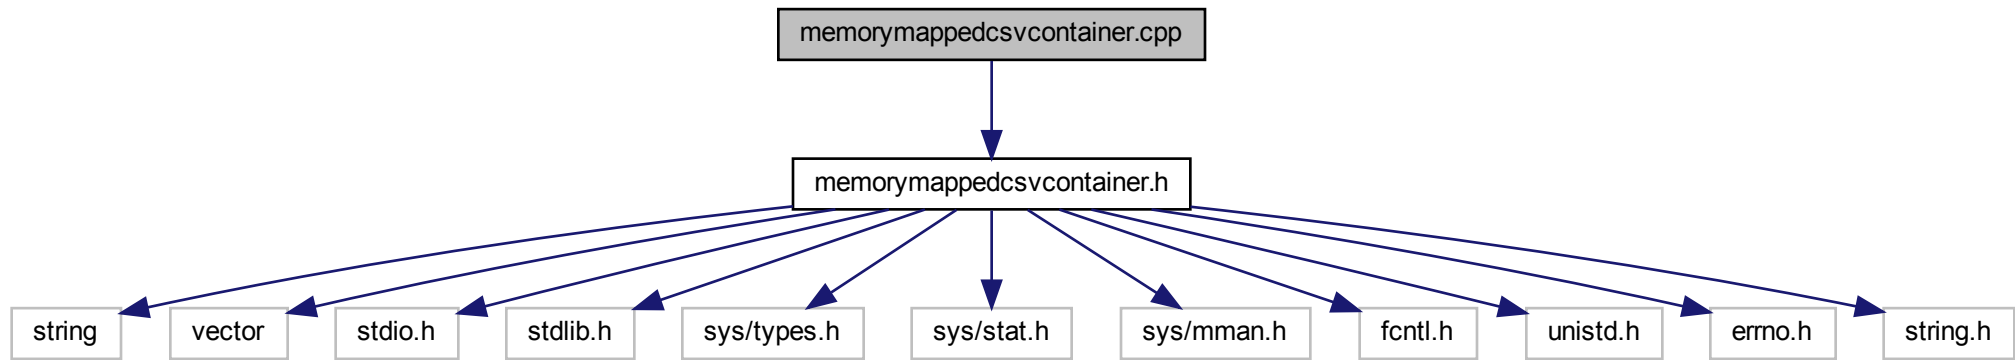 memorymappedcsvcontainer.cpp
memorymappedcsvcontainer.h
string
vector
stdio.h
stdlib.h
sys/types.h
sys/stat.h
sys/mman.h
fcntl.h
unistd.h
errno.h
string.h